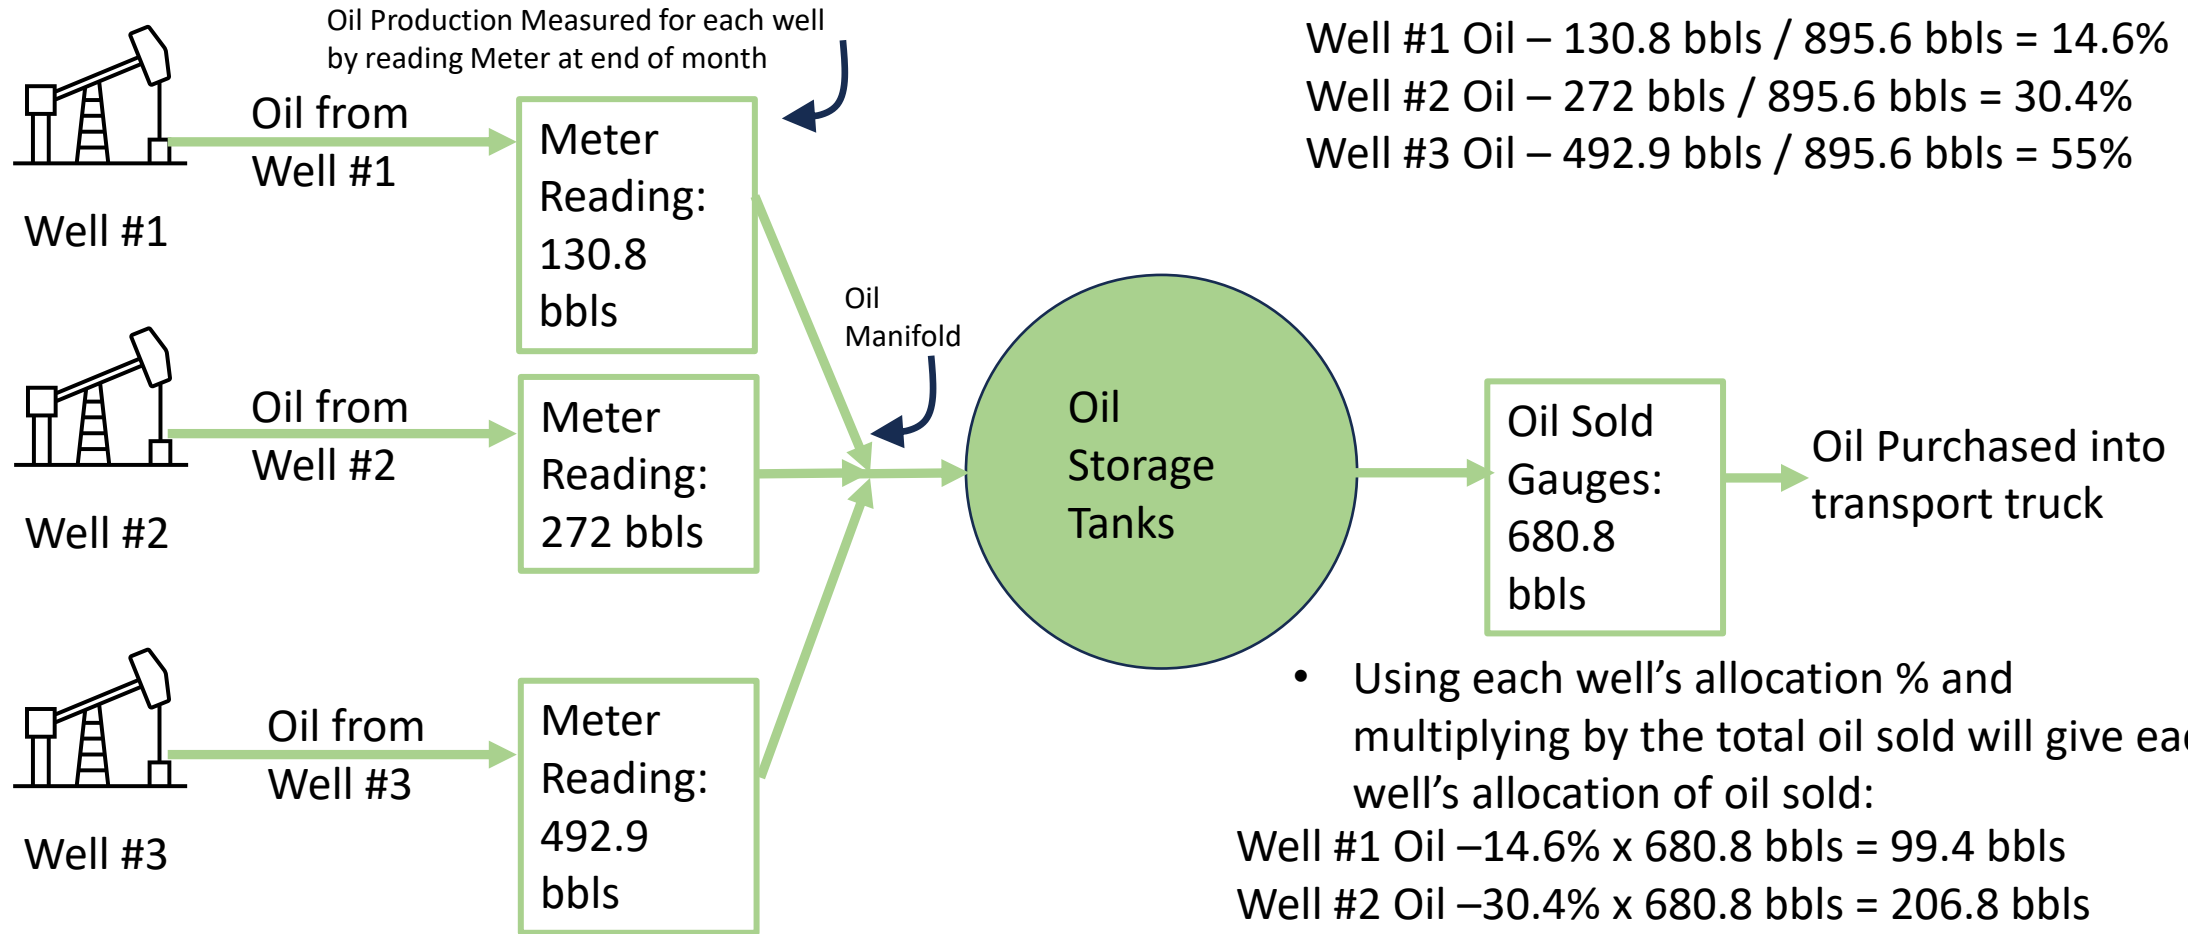 Oil Production Measured for each well
by reading Meter at end of month
Well #1 Oil – 130.8 bbls / 895.6 bbls = 14.6%
Well #2 Oil – 272 bbls / 895.6 bbls = 30.4%
Well #3 Oil – 492.9 bbls / 895.6 bbls = 55%
Oil from
Well #1
Well #1
Meter
Reading:
130.8
bbls
Oil
Manifold
Oil from
Well #2
Well #2
Meter
Reading:
272 bbls
Oil
Storage
Tanks
Oil Sold
Gauges:
680.8
bbls
Oil Purchased into
transport truck
Oil from
Well #3
Well #3
Meter
Reading:
492.9
bbls
• Using each well’s allocation % and
multiplying by the total oil sold will give
well’s allocation of oil sold:
Well #1 Oil –14.6% x 680.8 bbls = 99.4 bbls
Well #2 Oil –30.4% x 680.8 bbls = 206.8 bbls